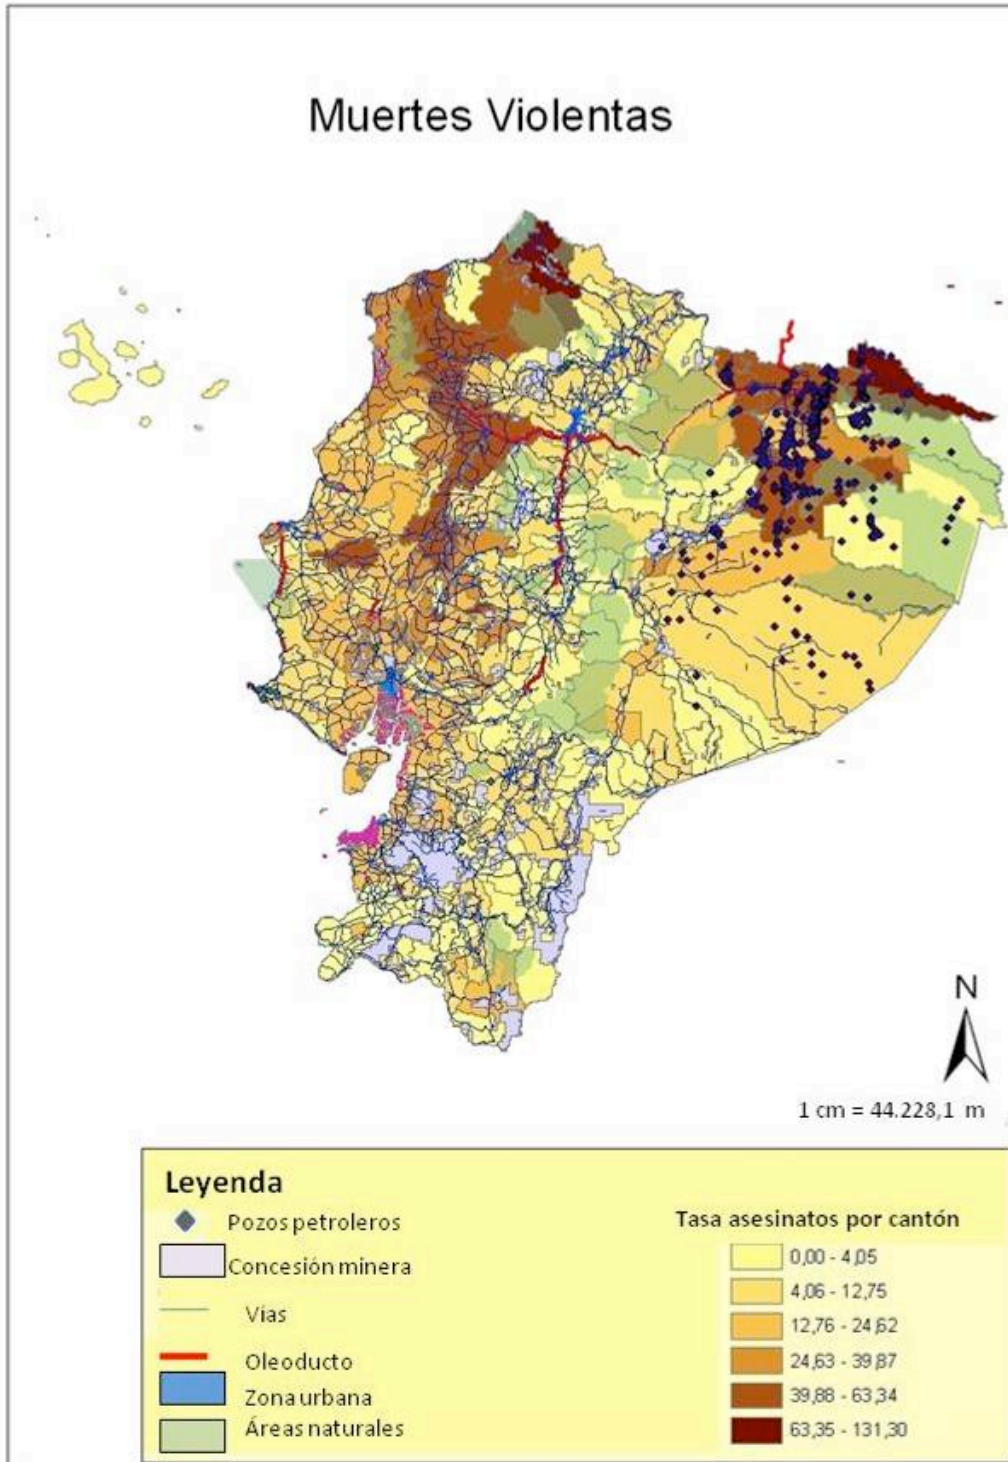 Muertes Violentas
N
1 cm = 44.228,1 m
Leyenda
Pozos petroleros
Concesión minera
Vías
Oleoducto
Zona urbana
Áreas naturales
Tasa asesinatos por cantón
0,00 - 4,05
4,06 - 12,75
12,76 - 24,62
24,63 - 39,87
39,88 - 63,34
63,35 - 131,30